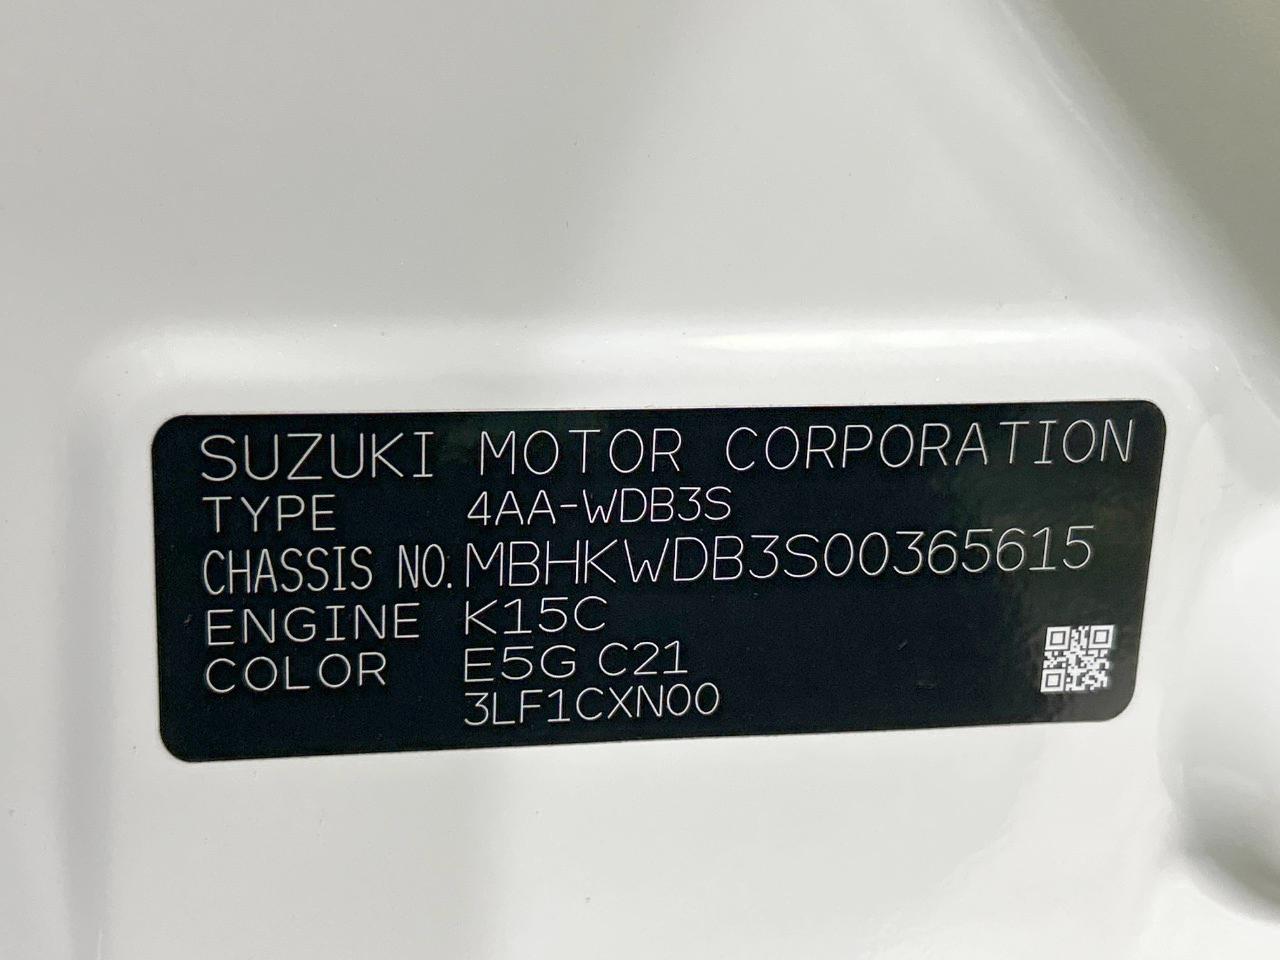 SUZUKI MOTOR CORPORATION
TYPE 4AA-WDB3S
CHASSIS NO. MBHKWDB3S00365615
ENGINE K15C
COLOR E5G C21
3LF1CXN00